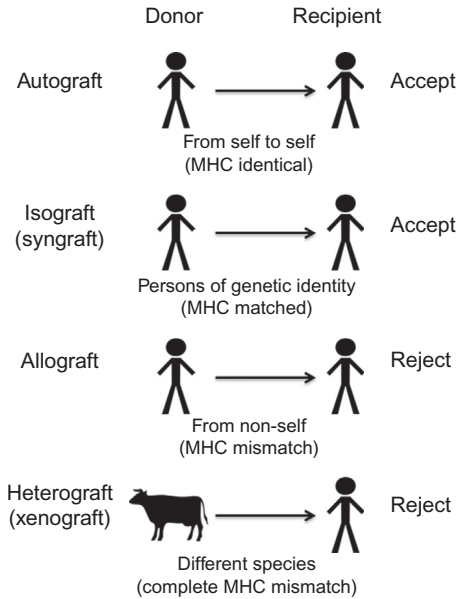 Donor Recipient
Autograft Accept
From self to self
(MHC identical)
Isograft
(syngraft) Accept
Persons of genetic identity
(MHC matched)
Allograft Reject
From non-self
(MHC mismatch)
Heterograft
(xenograft) Reject
Different species
(complete MHC mismatch)